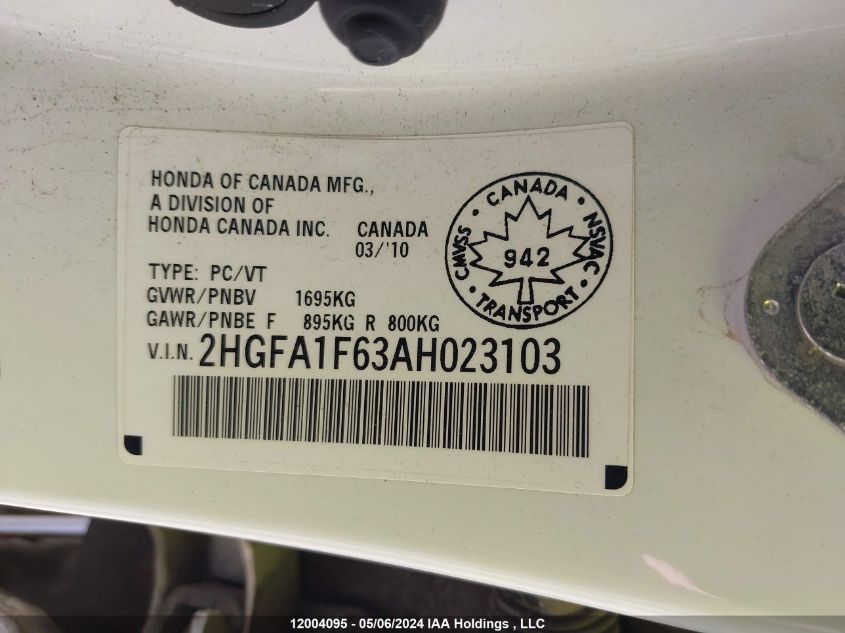 HONDA OF CANADA MFG.,
A DIVISION OF
HONDA CANADA INC. CANADA
03/'10
TYPE: PC/VT
GVWR/PNBV 1695KG
GAWR/PNBE F 895KG R 800KG
V.I.N. 2HGFA1F63AH023103
CANADA
CMVSS
NSVAC
942
TRANSPORT
12004095 - 05/06/2024 IAA Holdings , LLC